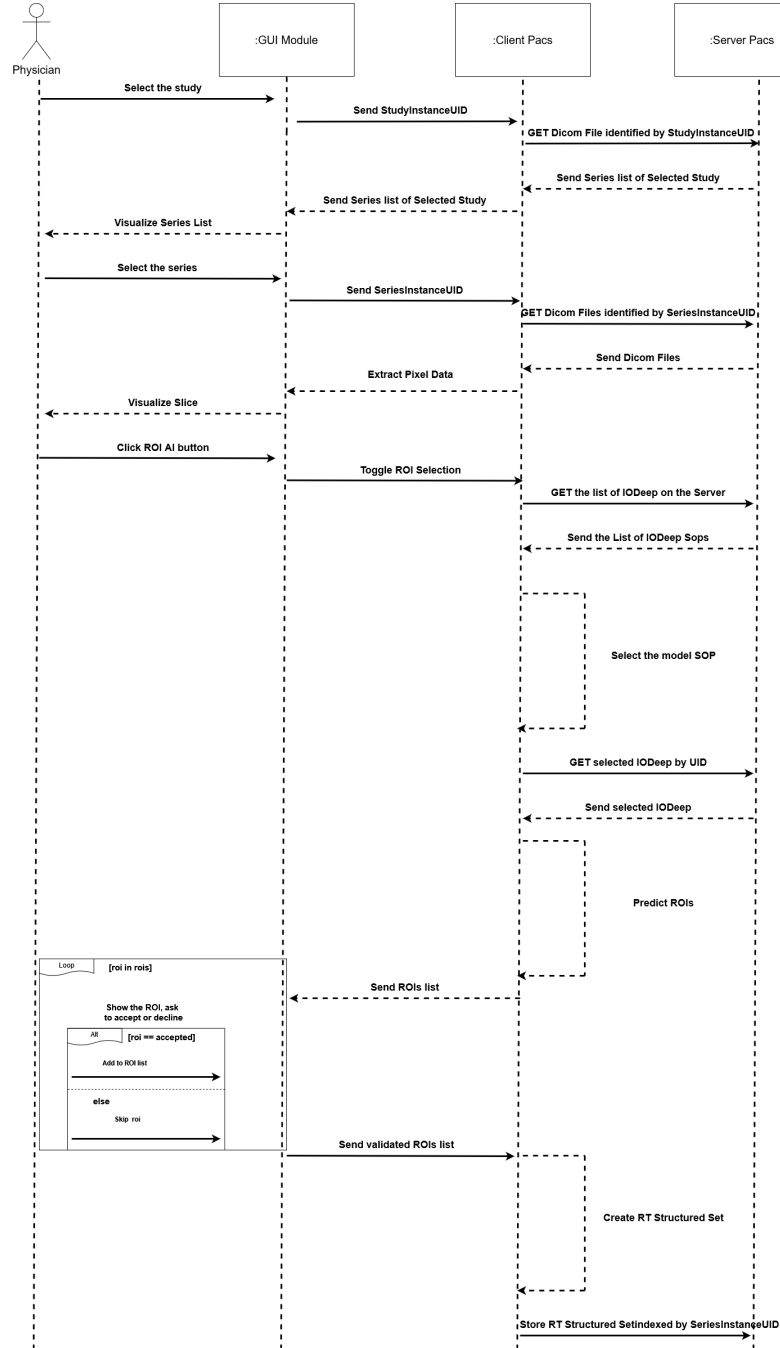 Physician
:GUI Module
:Client Pacs
:Server Pacs
Select the study
Send StudyInstanceUID
GET Dicom File identified by StudyInstanceUID
Send Series list of Selected Study
Send Series list of Selected Study
Visualize Series List
Select the series
Send SeriesInstanceUID
GET Dicom Files identified by SeriesInstanceUID
Send Dicom Files
Extract Pixel Data
Visualize Slice
Click ROI AI button
Toggle ROI Selection
GET the list of IODeep on the Server
Send the List of IODeep Sops
Select the model SOP
GET selected IODeep by UID
Send selected IODeep
Predict ROIs
Loop
[roi in rois]
Send ROIs list
Show the ROI, ask
to accept or decline
Alt
[roi == accepted]
Add to ROI list
else
Skip roi
Send validated ROIs list
Create RT Structured Set
Store RT Structured Setindexed by SeriesInstanceUID